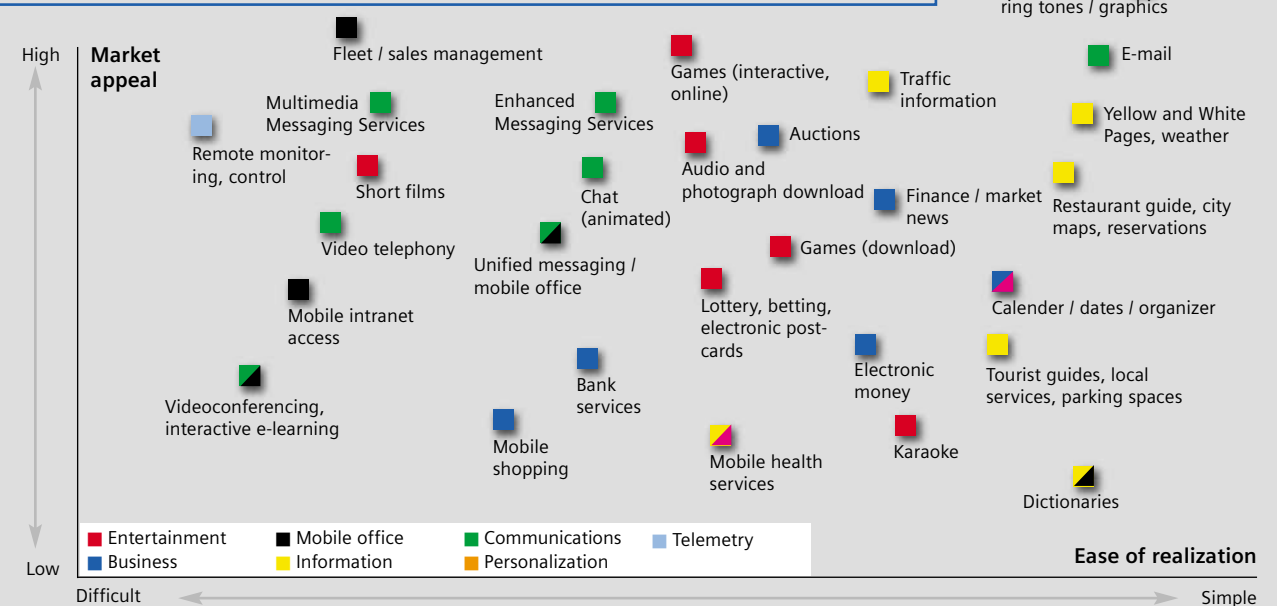 ring tones / graphics
High
Market
appeal
Fleet / sales management
Games (interactive,
online)
E-mail
Traffic
information
Multimedia
Messaging Services
Enhanced
Messaging Services
Yellow and White
Pages, weather
Auctions
Remote monitor-
ing, control
Short films
Audio and
photograph download
Chat
(animated)
Finance / market
news
Restaurant guide, city
maps, reservations
Video telephony
Games (download)
Unified messaging /
mobile office
Mobile intranet
access
Lottery, betting,
electronic post-
cards
Calender / dates / organizer
Bank
services
Electronic
money
Tourist guides, local
services, parking spaces
Videoconferencing,
interactive e-learning
Mobile
shopping
Mobile health
services
Karaoke
Dictionaries
Entertainment
Mobile office
Communications
Telemetry
Business
Information
Personalization
Ease of realization
Low
Difficult
Simple